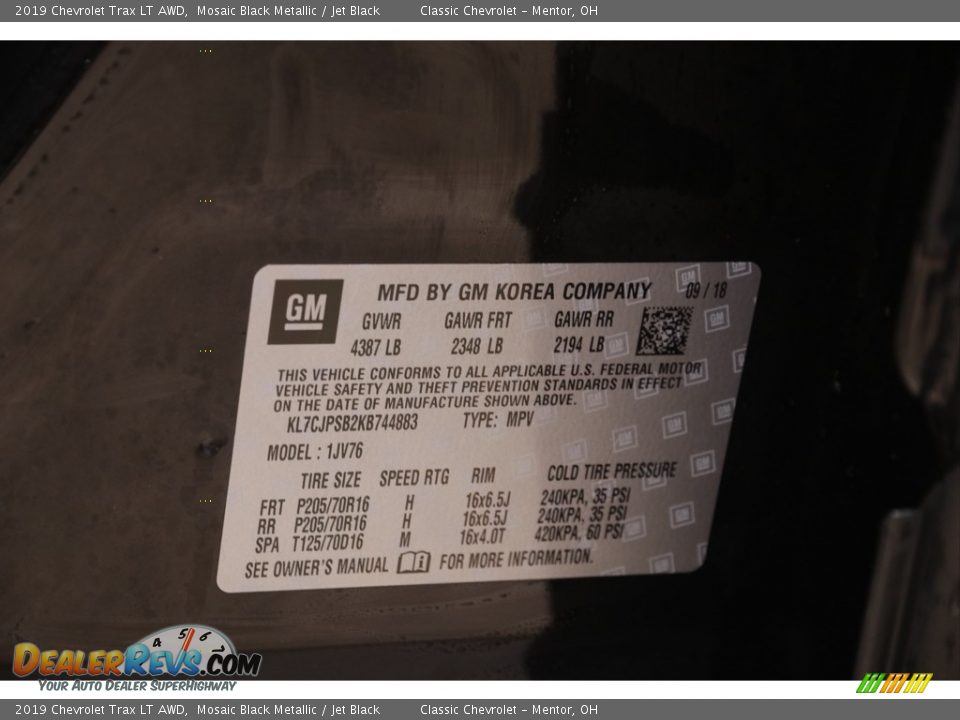 2019 Chevrolet Trax LT AWD, Mosaic Black Metallic / Jet Black Classic Chevrolet - Mentor, OH
GM MFD BY GM KOREA COMPANY 09 / 18
GVWR GAWR FRT GAWR RR
4387 LB 2348 LB 2194 LB
THIS VEHICLE CONFORMS TO ALL APPLICABLE U.S. FEDERAL MOTOR
VEHICLE SAFETY AND THEFT PREVENTION STANDARDS IN EFFECT
ON THE DATE OF MANUFACTURE SHOWN ABOVE.
KL7CJPSB2KB744883 TYPE: MPV
MODEL : 1JV76
TIRE SIZE SPEED RTG RIM COLD TIRE PRESSURE
FRT P205/70R16 H 16x6.5J 240KPA, 35 PSI
RR P205/70R16 H 16x6.5J 240KPA, 35 PSI
SPA T125/70D16 M 16x4.0T 420KPA, 60 PSI
SEE OWNER'S MANUAL FOR MORE INFORMATION.
4 5 6
DEALERREVS.COM
YOUR AUTO DEALER SUPERHIGHWAY
2019 Chevrolet Trax LT AWD, Mosaic Black Metallic / Jet Black Classic Chevrolet - Mentor, OH